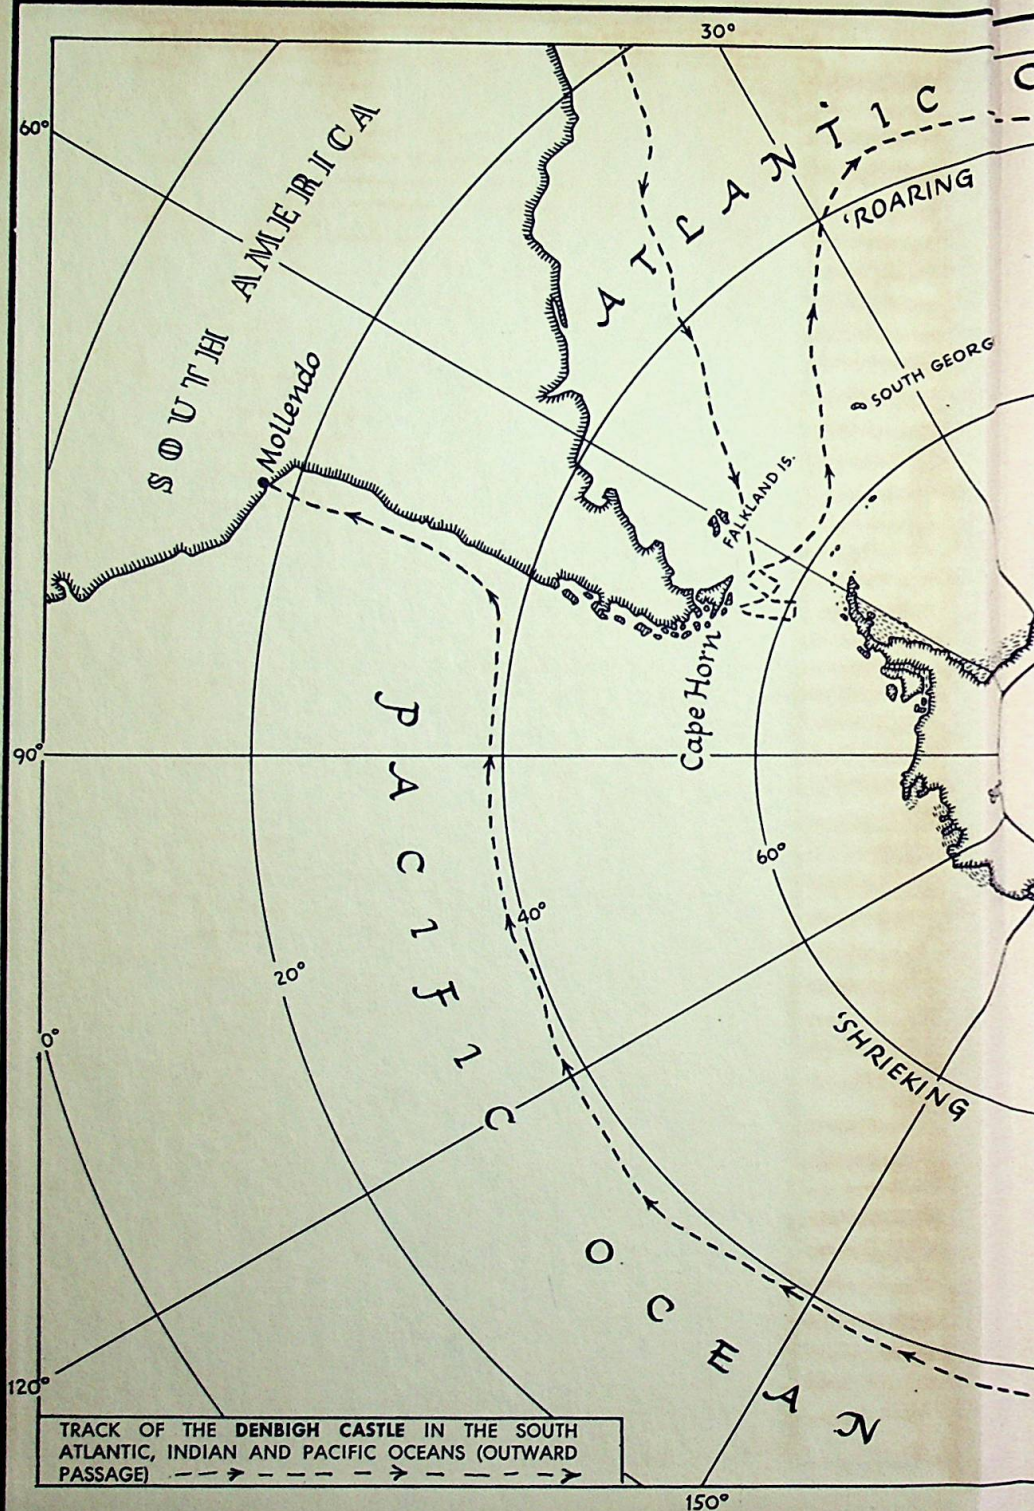 30°
60°
SOUTH AMERICA
ATLANTIC
'ROARING
SOUTH GEORG
Mollendo
FALKLAND IS.
Cape Horn
90°
PACIFIC
60°
40°
20°
'SHRIEKING
0°
OCEAN
120°
TRACK OF THE DENBIGH CASTLE IN THE SOUTH
ATLANTIC, INDIAN AND PACIFIC OCEANS (OUTWARD
PASSAGE)
150°